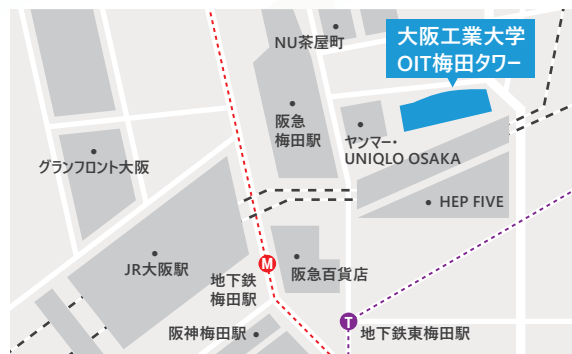 NU茶屋町
大阪工業大学
OIT梅田タワー
阪急
梅田駅
ヤンマー・
UNIQLO OSAKA
グランフロント大阪
HEP FIVE
JR大阪駅
地下鉄
梅田駅
M
阪急百貨店
阪神梅田駅
T
地下鉄東梅田駅